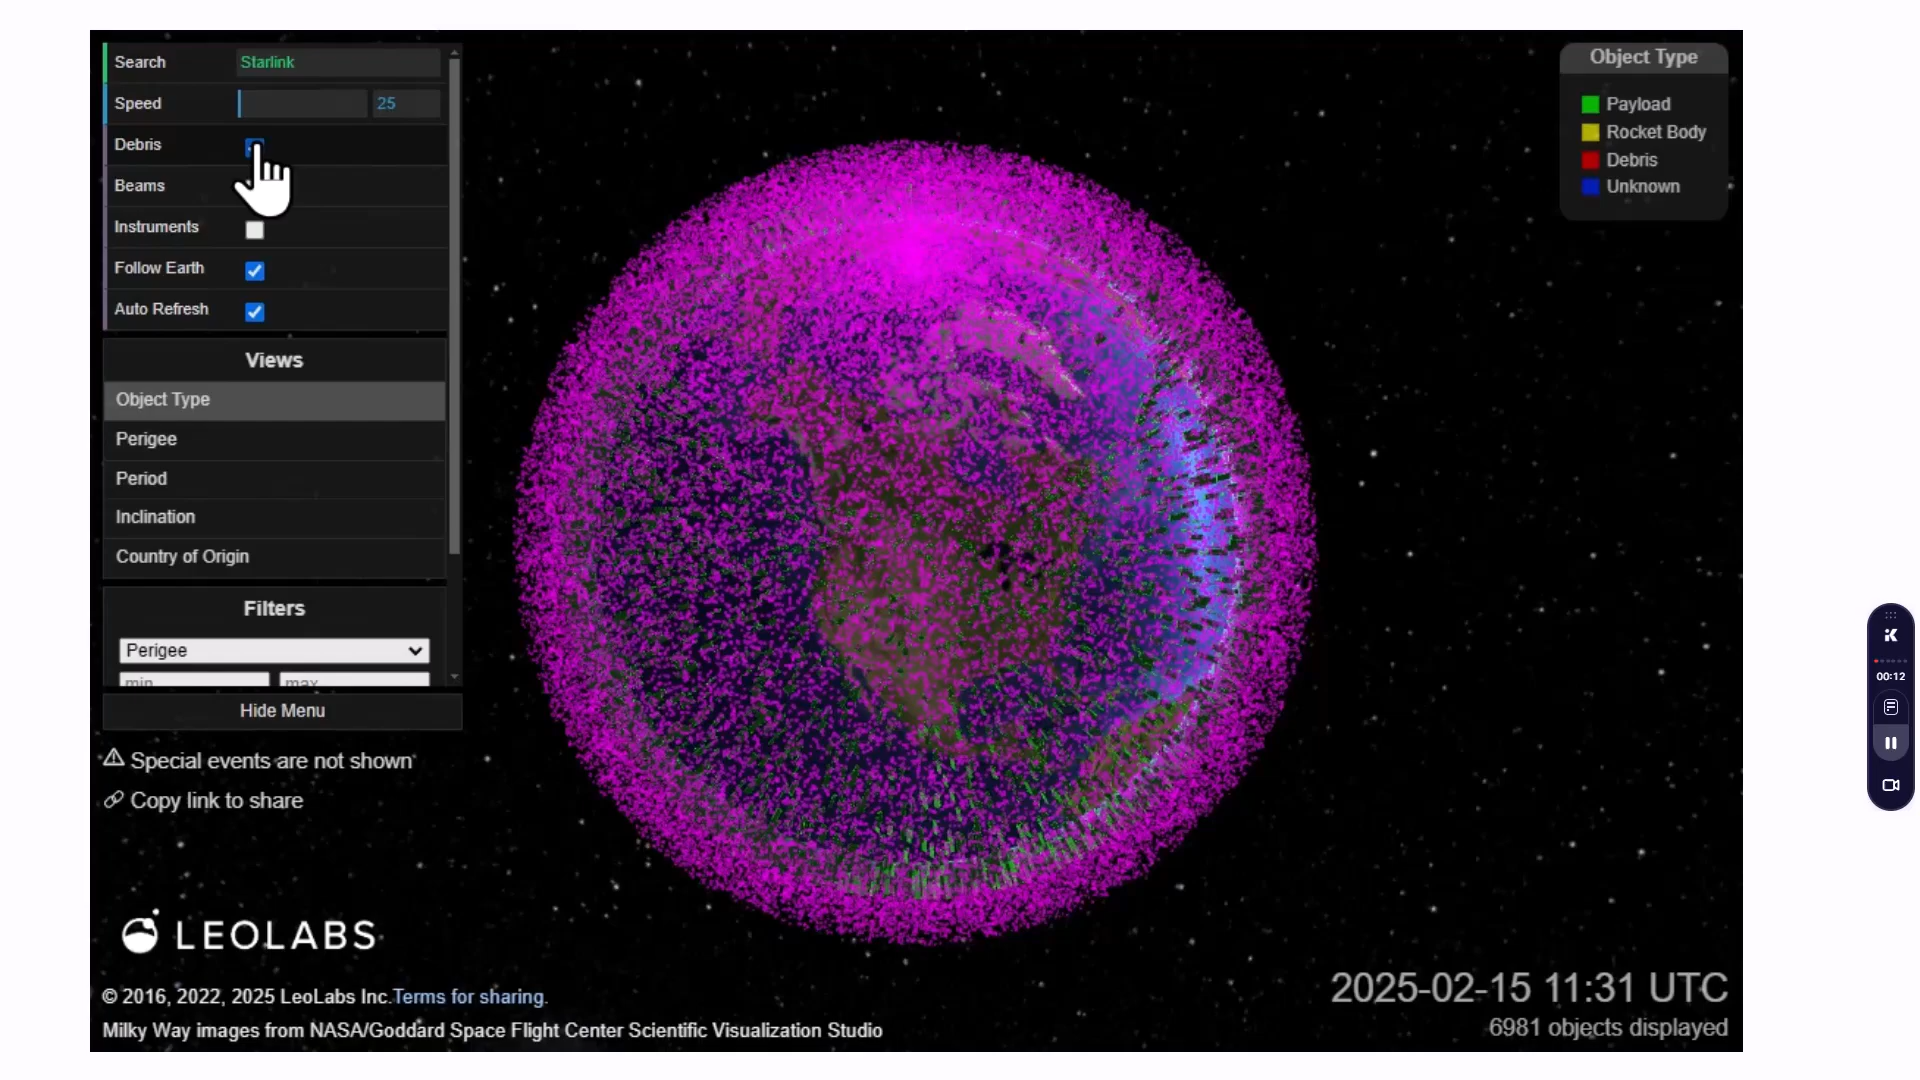 Search Starlink
Speed 25
Debris
Beams
Instruments
Follow Earth
Auto Refresh
Views
Object Type
Perigee
Period
Inclination
Country of Origin
Filters
Perigee
min max
Hide Menu
⚠ Special events are not shown
Copy link to share
LEOLABS
© 2016, 2022, 2025 LeoLabs Inc.Terms for sharing.
Milky Way images from NASA/Goddard Space Flight Center Scientific Visualization Studio
Object Type
Payload
Rocket Body
Debris
Unknown
2025-02-15 11:31 UTC
6981 objects displayed
00:12